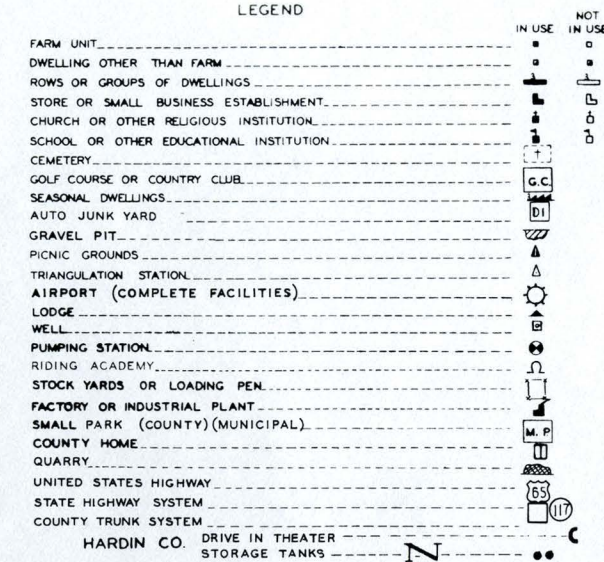 LEGEND
IN USE
NOT IN USE
FARM UNIT
DWELLING OTHER THAN FARM
ROWS OR GROUPS OF DWELLINGS
STORE OR SMALL BUSINESS ESTABLISHMENT
CHURCH OR OTHER RELIGIOUS INSTITUTION
SCHOOL OR OTHER EDUCATIONAL INSTITUTION
CEMETERY
GOLF COURSE OR COUNTRY CLUB G.C.
SEASONAL DWELLINGS
AUTO JUNK YARD DI
GRAVEL PIT
PICNIC GROUNDS
TRIANGULATION STATION
AIRPORT (COMPLETE FACILITIES)
LODGE
WELL
PUMPING STATION
RIDING ACADEMY
STOCK YARDS OR LOADING PEN
FACTORY OR INDUSTRIAL PLANT
SMALL PARK (COUNTY) (MUNICIPAL) M. P
COUNTY HOME
QUARRY
UNITED STATES HIGHWAY 65
STATE HIGHWAY SYSTEM 117
COUNTY TRUNK SYSTEM
HARDIN CO. DRIVE IN THEATER
STORAGE TANKS N